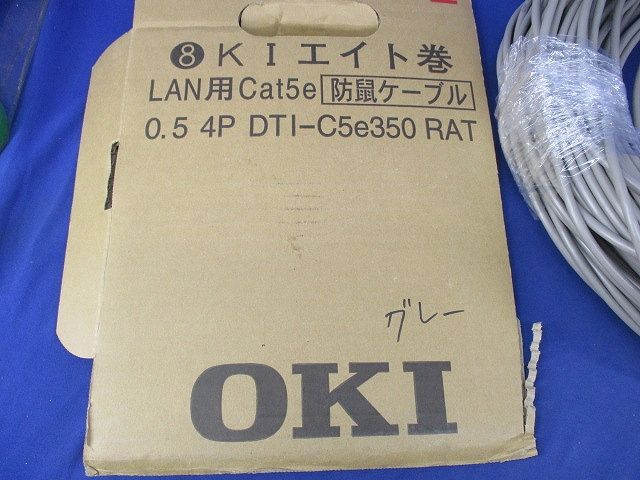 ❽KIエイト巻
LAN用Cat5e 防鼠ケーブル
0.5 4P DTI-C5e350 RAT
グレー
OKI